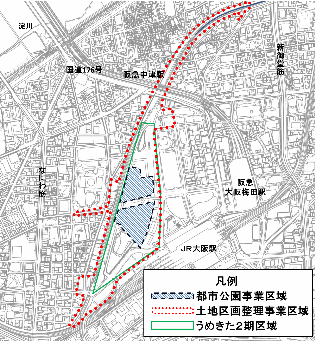 淀川
国道176号
阪急中津駅
新御堂筋
なにわ筋
阪急
大阪梅田駅
JR大阪駅
凡例
都市公園事業区域
土地区画整理事業区域
うめきた2期区域